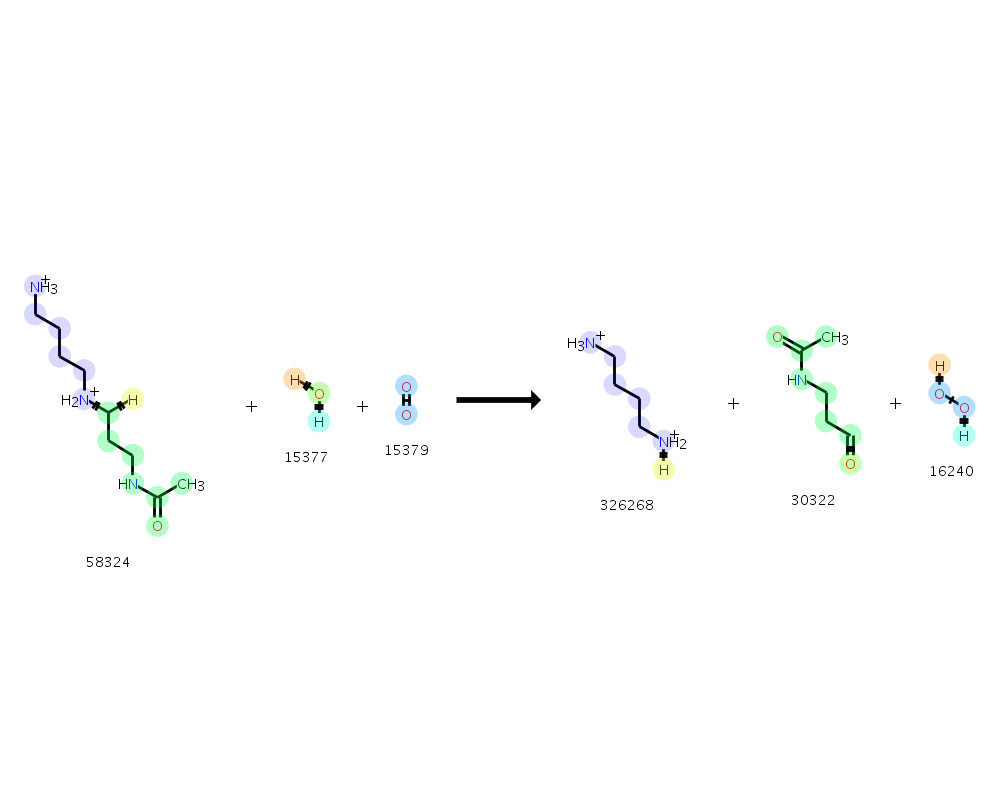 NH3+
H2N+ H
HN CH3
O
58324
+
H O
H
15377
+
O
O
15379
H3N+
NH2+
H
326268
+
O CH3
HN
O
30322
+
H
O O
H
16240